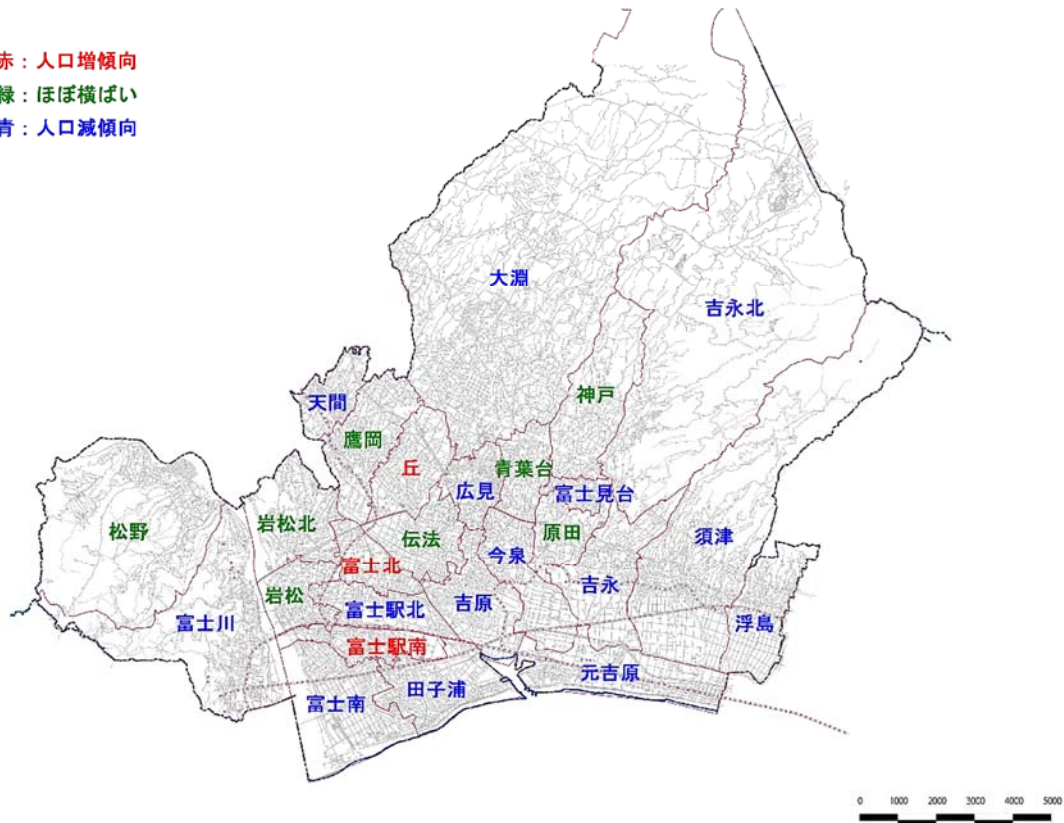 赤：人口増傾向
緑：ほぼ横ばい
青：人口減傾向
大淵
吉永北
神戸
天間
鷹岡
丘
青葉台
広見
富士見台
松野
岩松北
伝法
原田
須津
今泉
富士北
吉永
岩松
富士駅北
吉原
富士川
浮島
富士駅南
元吉原
田子浦
富士南
0 1000 2000 3000 4000 5000